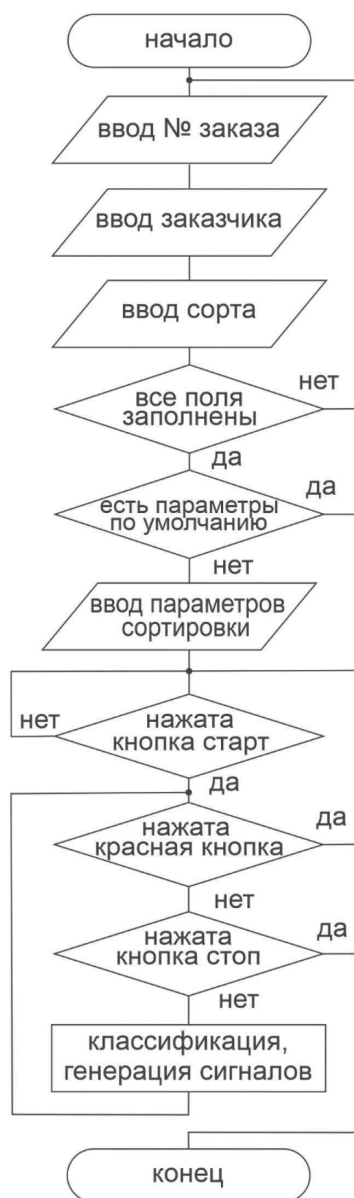 начало
ввод № заказа
ввод заказчика
ввод сорта
все поля
заполнены
нет
да
есть параметры
по умолчанию
да
нет
ввод параметров
сортировки
нажата
кнопка старт
нет
да
нажата
красная кнопка
да
нет
нажата
кнопка стоп
да
нет
классификация,
генерация сигналов
конец